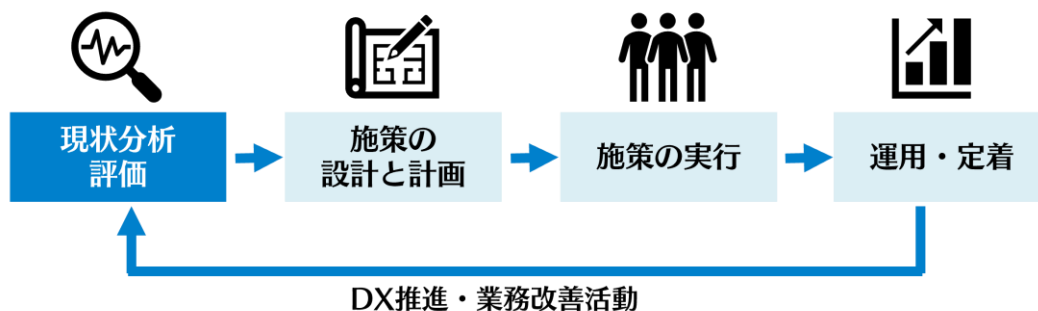 現状分析
評価
施策の
設計と計画
施策の実行
運用・定着
DX推進・業務改善活動